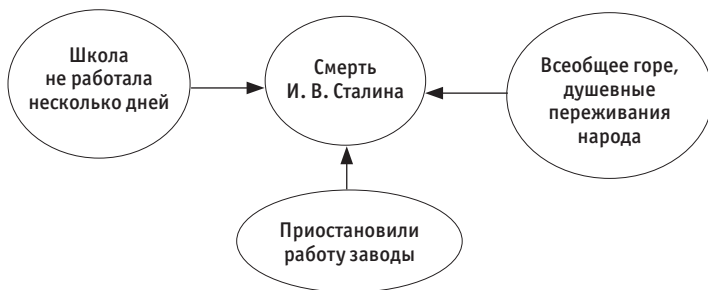 Школа
не работала
несколько дней
Смерть
И. В. Сталина
Всеобщее горе,
душевные
переживания
народа
Приостановили
работу заводы